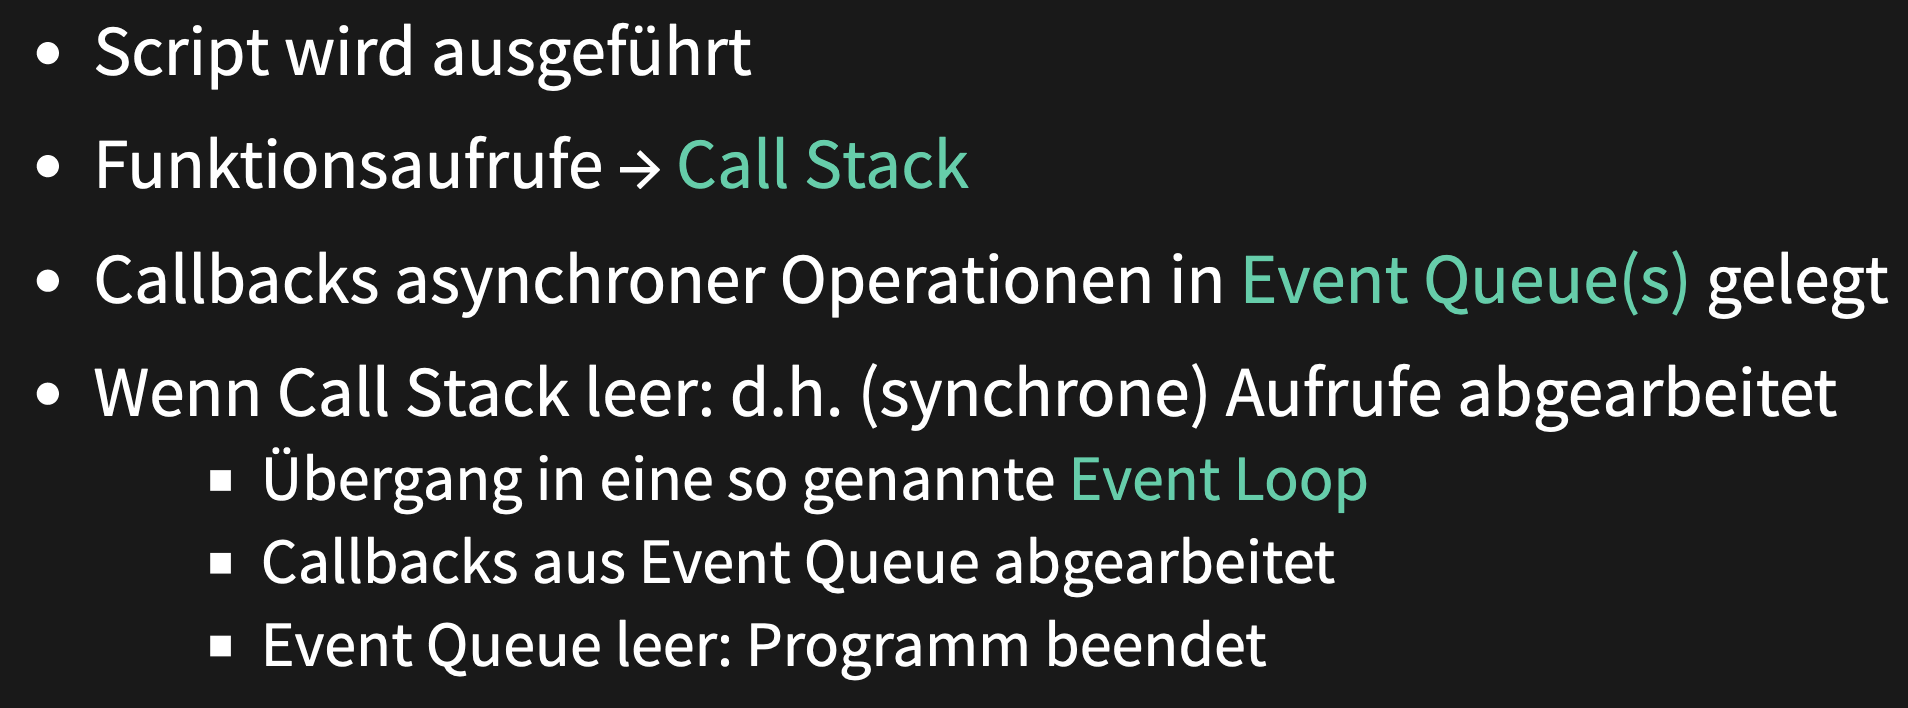 • Script wird ausgeführt
• Funktionsaufrufe → Call Stack
• Callbacks asynchroner Operationen in Event Queue(s) gelegt
• Wenn Call Stack leer: d.h. (synchrone) Aufrufe abgearbeitet
▪ Übergang in eine so genannte Event Loop
▪ Callbacks aus Event Queue abgearbeitet
▪ Event Queue leer: Programm beendet